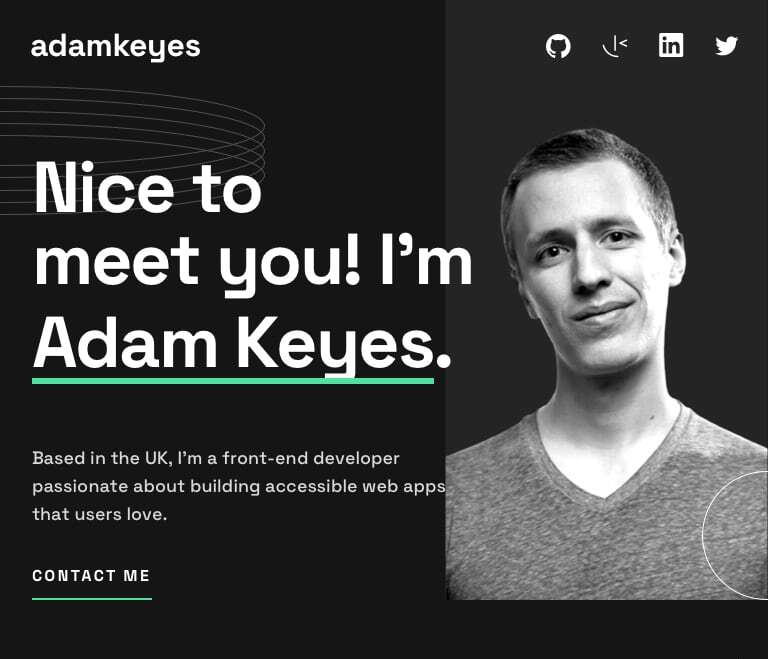 adamkeyes
Nice to
meet you! I’m
Adam Keyes.
Based in the UK, I’m a front-end developer
passionate about building accessible web apps
that users love.
CONTACT ME